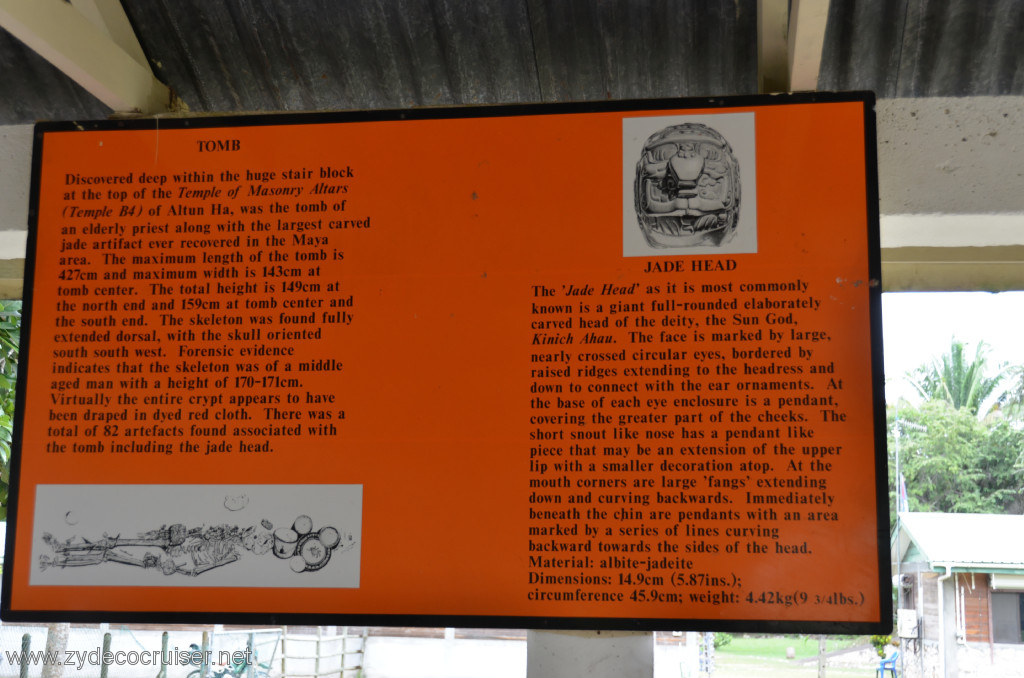 TOMB
Discovered deep within the huge stair block
at the top of the Temple of Masonry Altars
(Temple B4) of Altun Ha, was the tomb of
an elderly priest along with the largest carved
jade artifact ever recovered in the Maya
area. The maximum length of the tomb is
427cm and maximum width is 143cm at
tomb center. The total height is 149cm at
the north end and 159cm at tomb center and
the south end. The skeleton was found fully
extended dorsal, with the skull oriented
south south west. Forensic evidence
indicates that the skeleton was of a middle
aged man with a height of 170-171cm.
Virtually the entire crypt appears to have
been draped in dyed red cloth. There was a
total of 82 artefacts found associated with
the tomb including the jade head.
JADE HEAD
The 'Jade Head' as it is most commonly
known is a giant full-rounded elaborately
carved head of the deity, the Sun God,
Kinich Ahau. The face is marked by large,
nearly crossed circular eyes, bordered by
raised ridges extending to the headress and
down to connect with the ear ornaments. At
the base of each eye enclosure is a pendant,
covering the greater part of the cheeks. The
short snout like nose has a pendant like
piece that may be an extension of the upper
lip with a smaller decoration atop. At the
mouth corners are large 'fangs' extending
down and curving backwards. Immediately
beneath the chin are pendants with an area
marked by a series of lines curving
backward towards the sides of the head.
Material: albite-jadeite
Dimensions: 14.9cm (5.87ins.);
circumference 45.9cm; weight: 4.42kg(9 3/4lbs.)
www.zydecocruiser.net